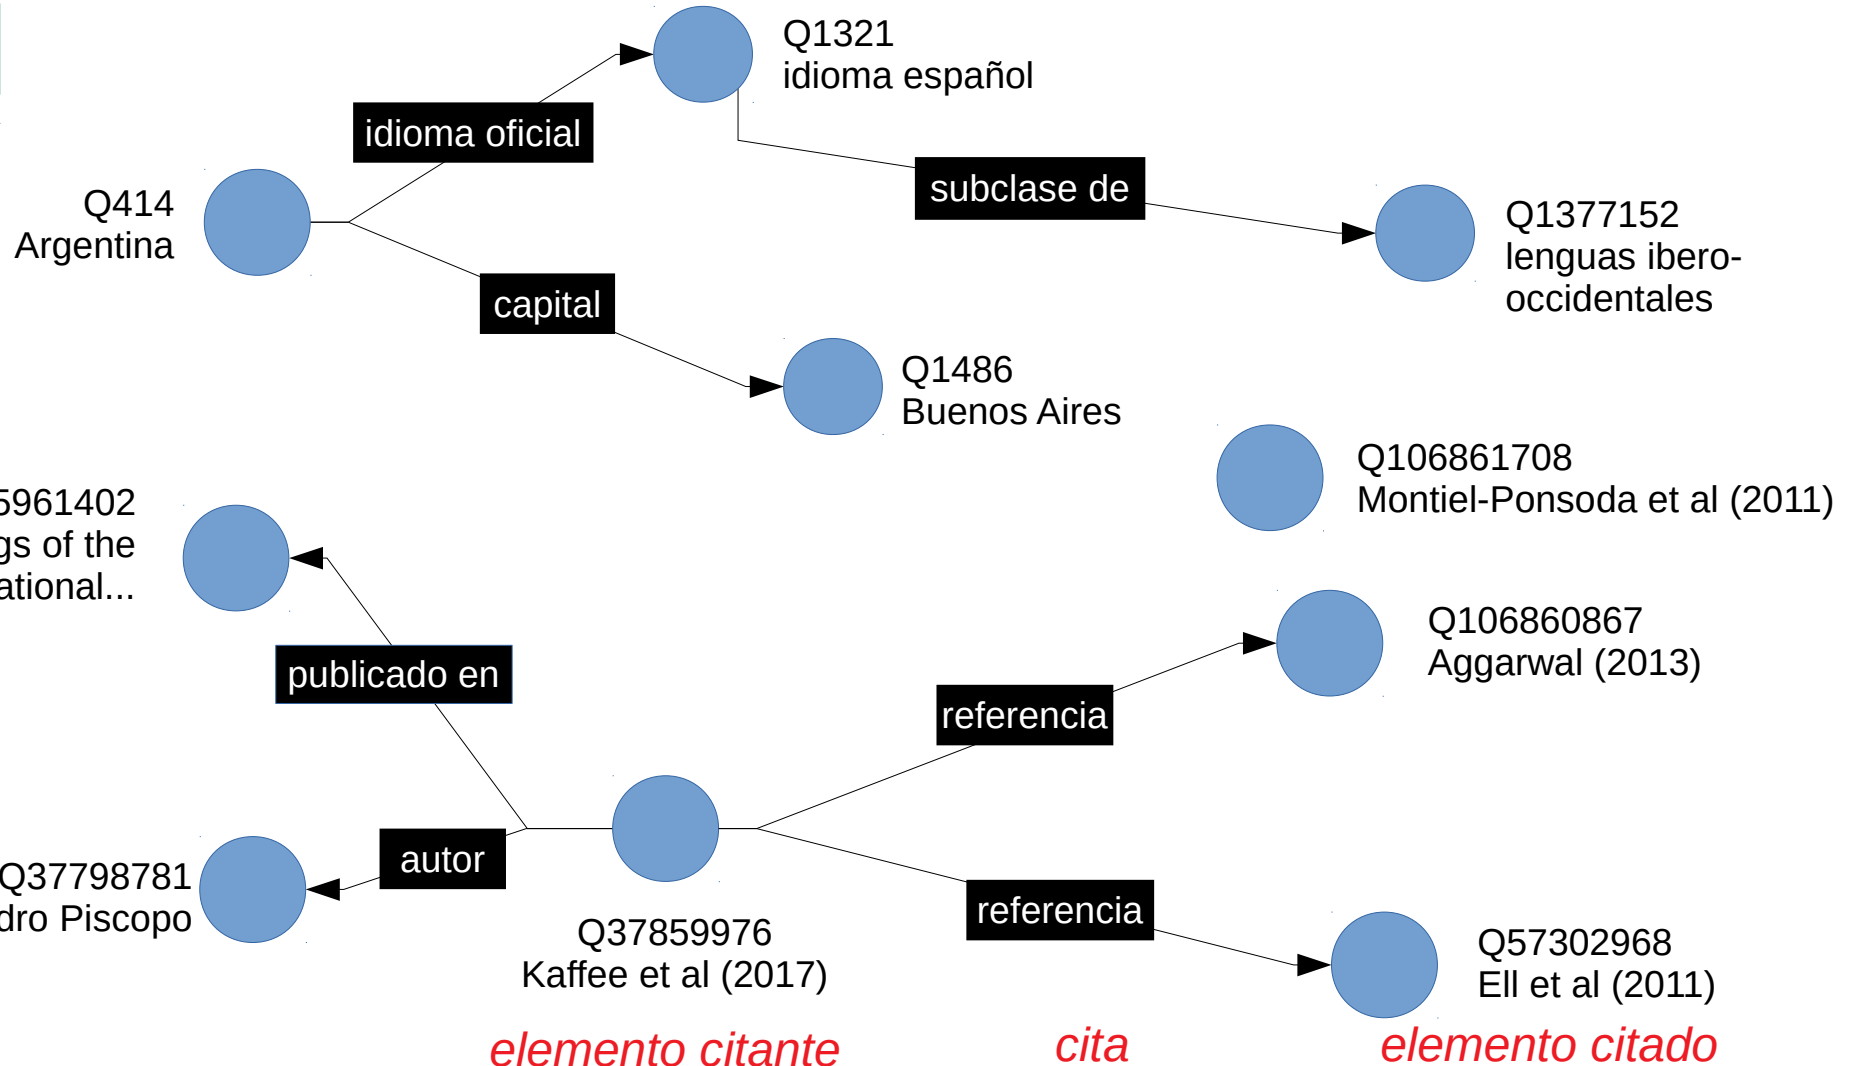 Q1321
idioma español
idioma oficial
subclase de
Q414
Argentina
Q1377152
lenguas ibero-
occidentales
capital
Q1486
Buenos Aires
Q106861708
Montiel-Ponsoda et al (2011)
5961402
gs of the
ational...
Q106860867
Aggarwal (2013)
publicado en
referencia
autor
Q37798781
dro Piscopo
referencia
Q37859976
Kaffee et al (2017)
Q57302968
Ell et al (2011)
elemento citante
cita
elemento citado